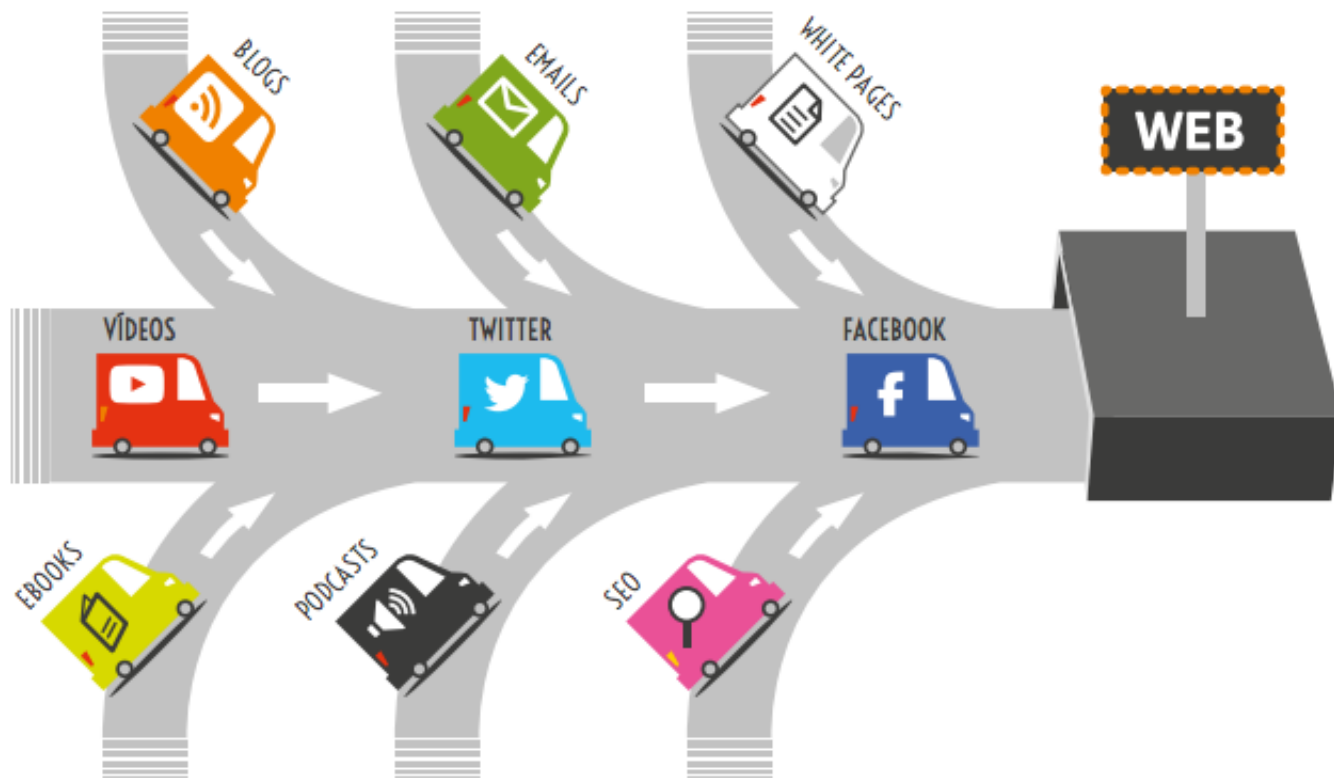 BLOGS
EMAILS
WHITE PAGES
WEB
VÍDEOS
TWITTER
FACEBOOK
EBOOKS
PODCASTS
SEO